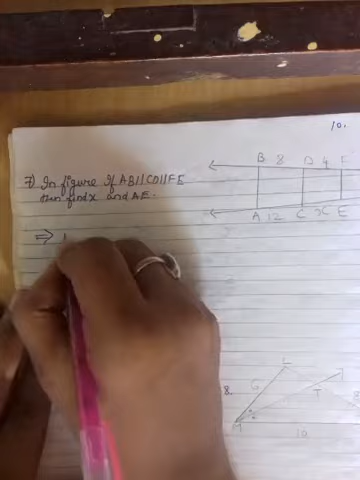 10.
7) In figure If AB||CD||FE
then find x and AE.
B 8 D 4 F
A 12 C x E
⇒
8.
L
6
T
M
10